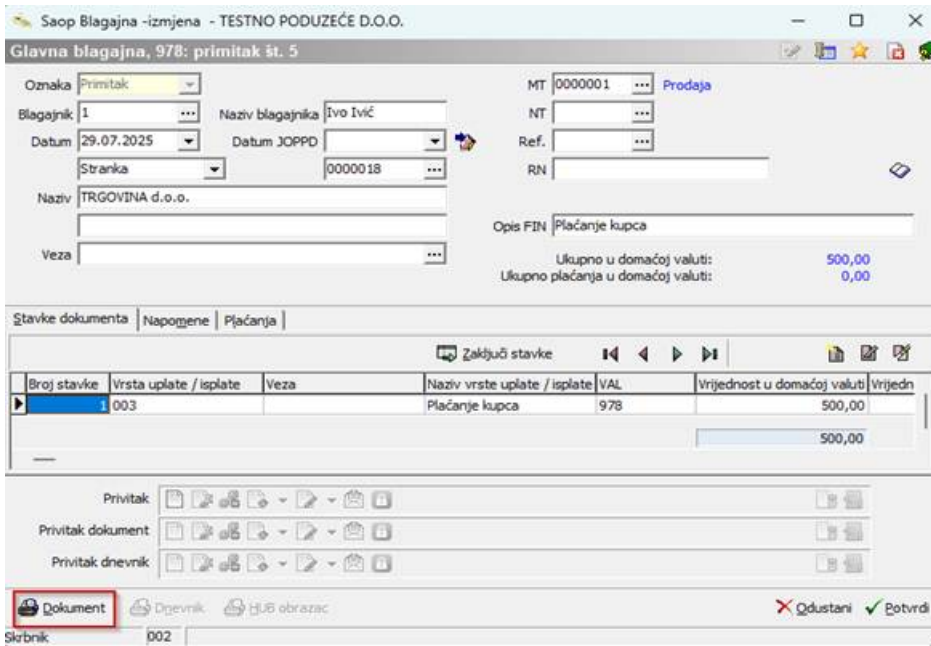 Saop Blagajna -izmjena - TESTNO PODUZEĆE D.O.O.
Glavna blagajna, 978: primitak št. 5
Oznaka Primitak
MT 0000001 ... Prodaja
Blagajnik 1 ... Naziv blagajnika Ivo Ivić
NT ...
Datum 29.07.2025 Datum JOPPD
Ref. ...
Stranka 0000018 ...
RN
Naziv TRGOVINA d.o.o.
Opis FIN Plaćanje kupca
Veza ...
Ukupno u domaćoj valuti: 500,00
Ukupno plaćanja u domaćoj valuti: 0,00
Stavke dokumenta Napomene Plaćanja
Zaključi stavke
Broj stavke Vrsta uplate / isplate Veza Naziv vrste uplate / isplate VAL Vrijednost u domaćoj valuti Vrijedn
1 003 Plaćanje kupca 978 500,00
500,00
Privitak
Privitak dokument
Privitak dnevnik
Dokument Dnevnik HUB obrazac Odustani Potvrdi
Skrbnik 002